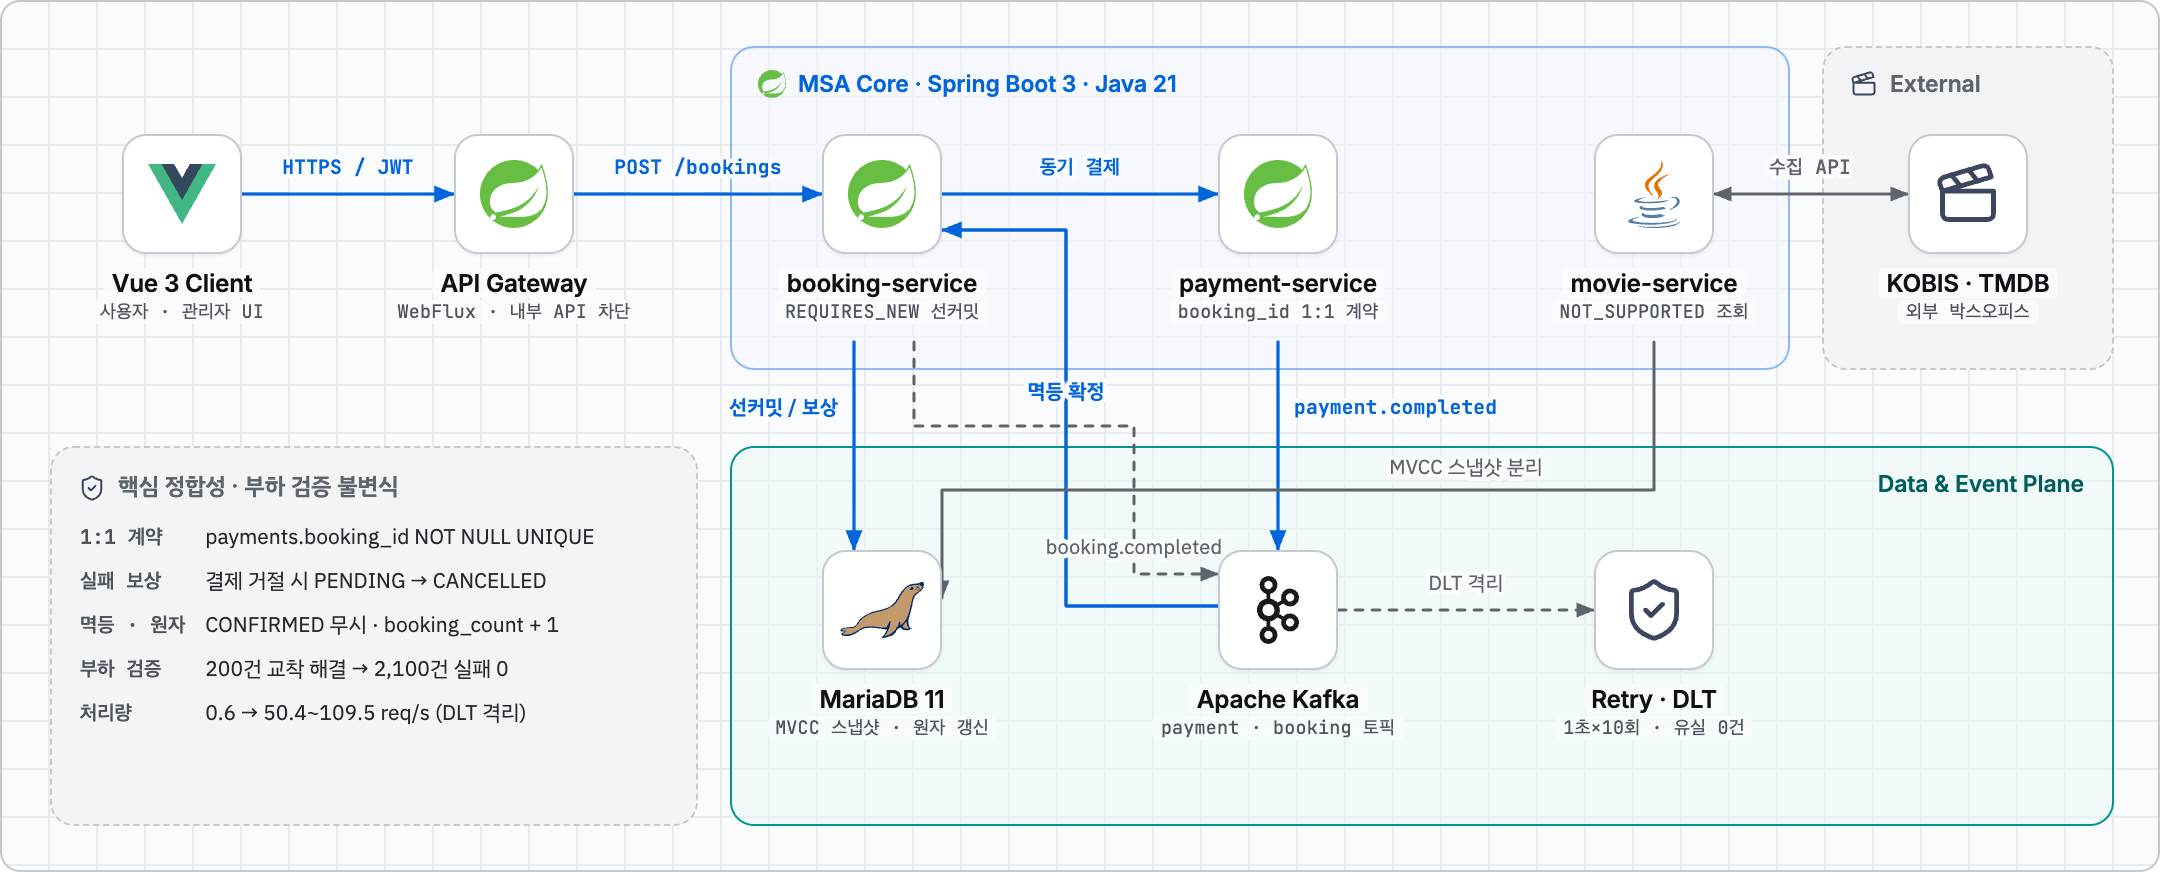 MSA Core · Spring Boot 3 · Java 21
External
HTTPS / JWT
POST /bookings
동기 결제
수집 API
Vue 3 Client
사용자 · 관리자 UI
API Gateway
WebFlux · 내부 API 차단
booking-service
REQUIRES_NEW 선커밋
payment-service
booking_id 1:1 계약
movie-service
NOT_SUPPORTED 조회
KOBIS · TMDB
외부 박스오피스
선커밋 / 보상
멱등 확정
payment.completed
핵심 정합성 · 부하 검증 불변식
1:1 계약 payments.booking_id NOT NULL UNIQUE
실패 보상 결제 거절 시 PENDING → CANCELLED
멱등 · 원자 CONFIRMED 무시 · booking_count + 1
부하 검증 200건 교착 해결 → 2,100건 실패 0
처리량 0.6 → 50.4~109.5 req/s (DLT 격리)
MVCC 스냅샷 분리
Data & Event Plane
booking.completed
DLT 격리
MariaDB 11
MVCC 스냅샷 · 원자 갱신
Apache Kafka
payment · booking 토픽
Retry · DLT
1초×10회 · 유실 0건